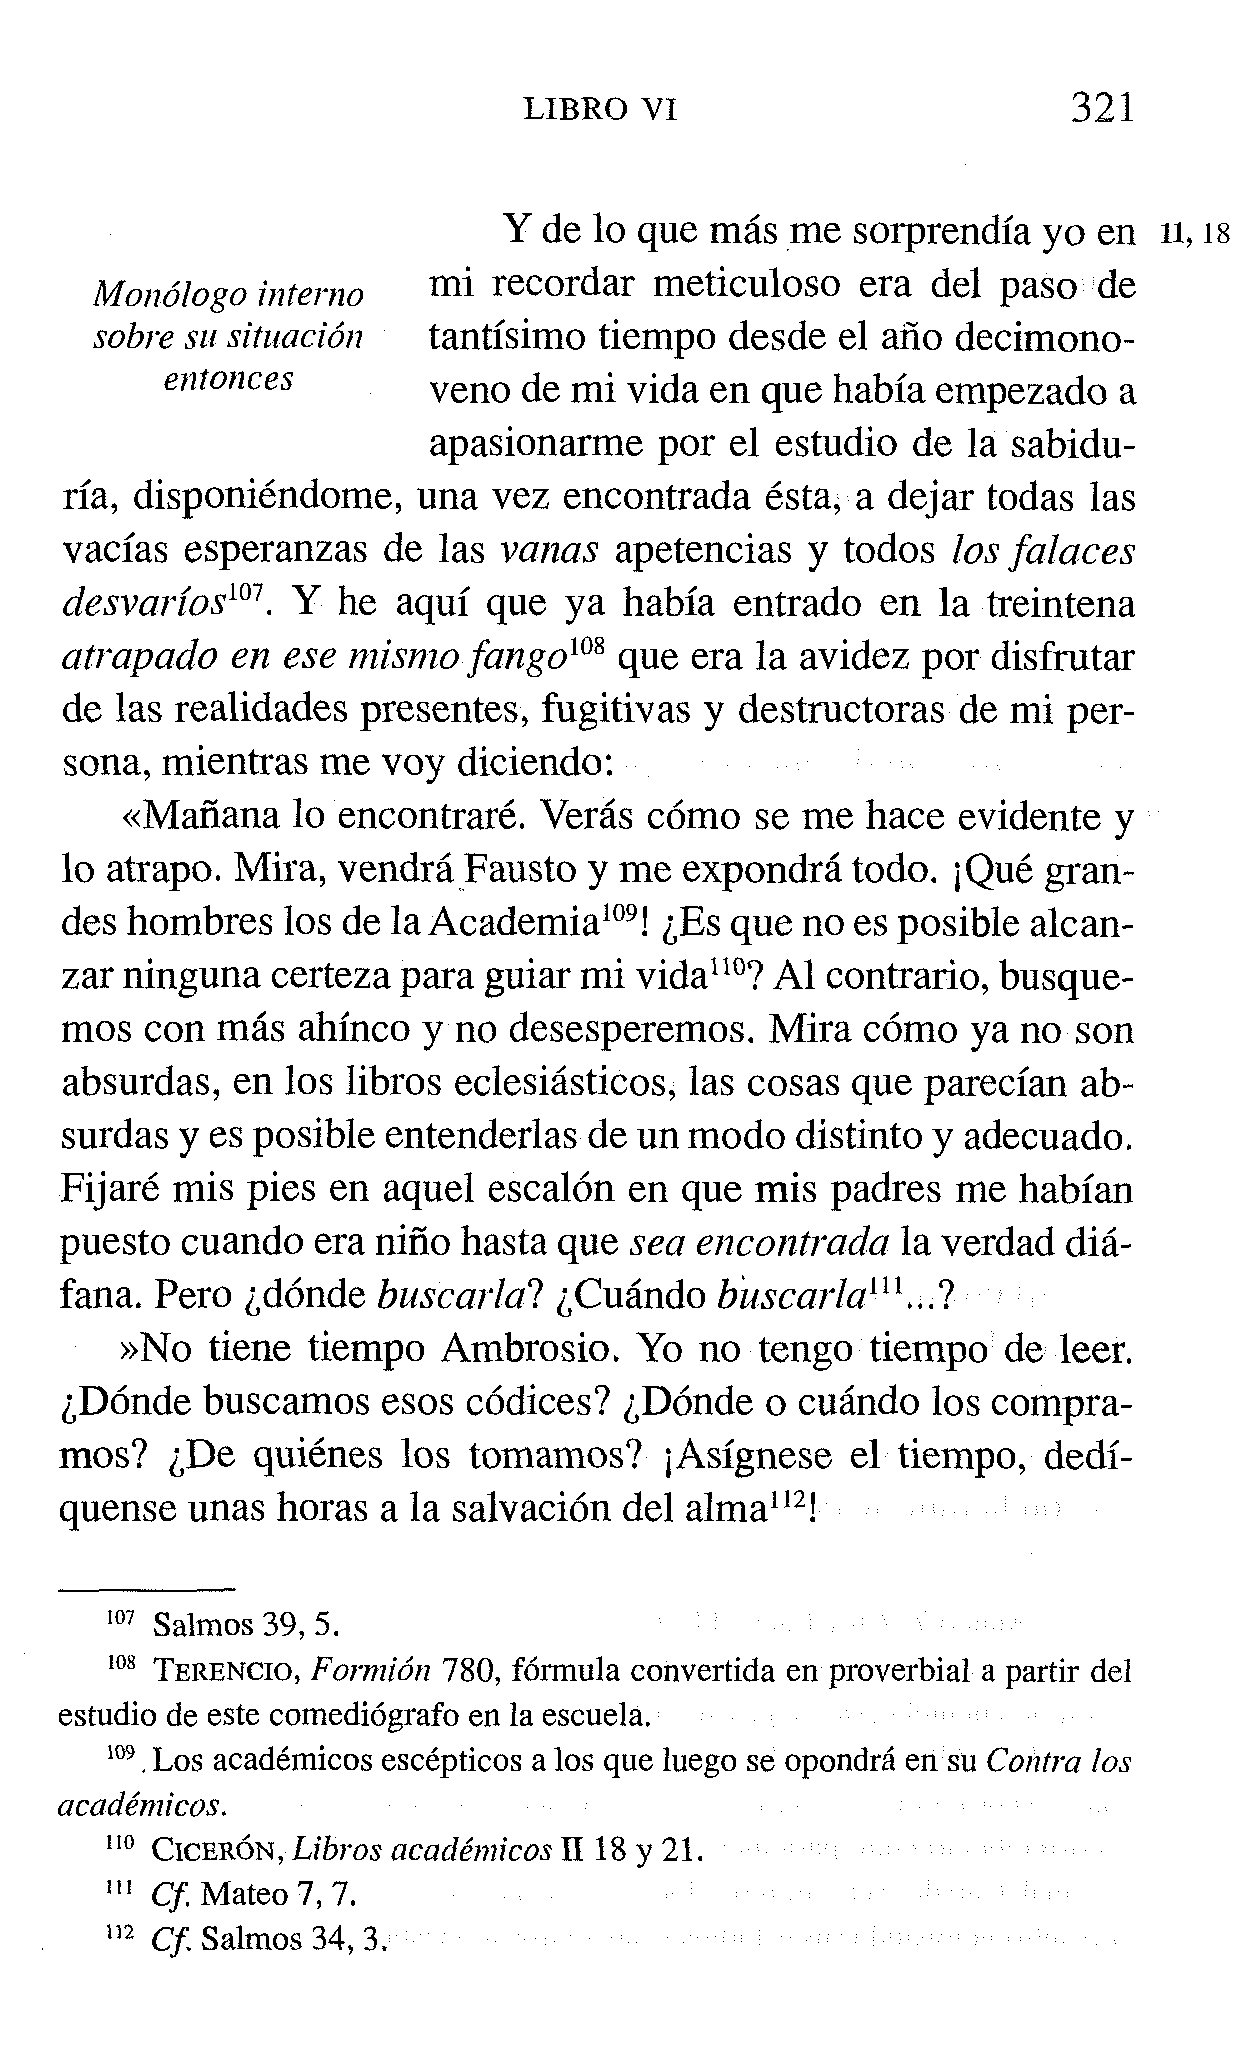 LIBRO VI 321
Y de lo que más me sorprendía yo en 11, 18
Monólogo interno
sobre su situación
entonces
mi recordar meticuloso era del paso de
tantísimo tiempo desde el año decimono-
veno de mi vida en que había empezado a
apasionarme por el estudio de la sabidu-
ría, disponiéndome, una vez encontrada ésta, a dejar todas las
vacías esperanzas de las vanas apetencias y todos los falaces
desvaríos¹⁰⁷. Y he aquí que ya había entrado en la treintena
atrapado en ese mismo fango¹⁰⁸ que era la avidez por disfrutar
de las realidades presentes, fugitivas y destructoras de mi per-
sona, mientras me voy diciendo:
«Mañana lo encontraré. Verás cómo se me hace evidente y
lo atrapo. Mira, vendrá Fausto y me expondrá todo. ¡Qué gran-
des hombres los de la Academia¹⁰⁹! ¿Es que no es posible alcan-
zar ninguna certeza para guiar mi vida¹¹⁰? Al contrario, busque-
mos con más ahínco y no desesperemos. Mira cómo ya no son
absurdas, en los libros eclesiásticos, las cosas que parecían ab-
surdas y es posible entenderlas de un modo distinto y adecuado.
Fijaré mis pies en aquel escalón en que mis padres me habían
puesto cuando era niño hasta que sea encontrada la verdad diá-
fana. Pero ¿dónde buscarla? ¿Cuándo buscarla¹¹¹...?
»No tiene tiempo Ambrosio. Yo no tengo tiempo de leer.
¿Dónde buscamos esos códices? ¿Dónde o cuándo los compra-
mos? ¿De quiénes los tomamos? ¡Asígnese el tiempo, dedí-
quense unas horas a la salvación del alma¹¹²!
¹⁰⁷ Salmos 39, 5.
¹⁰⁸ TERENCIO, Formión 780, fórmula convertida en proverbial a partir del
estudio de este comediógrafo en la escuela.
¹⁰⁹ Los académicos escépticos a los que luego se opondrá en su Contra los
académicos.
¹¹⁰ CICERÓN, Libros académicos II 18 y 21.
¹¹¹ Cf. Mateo 7, 7.
¹¹² Cf. Salmos 34, 3.